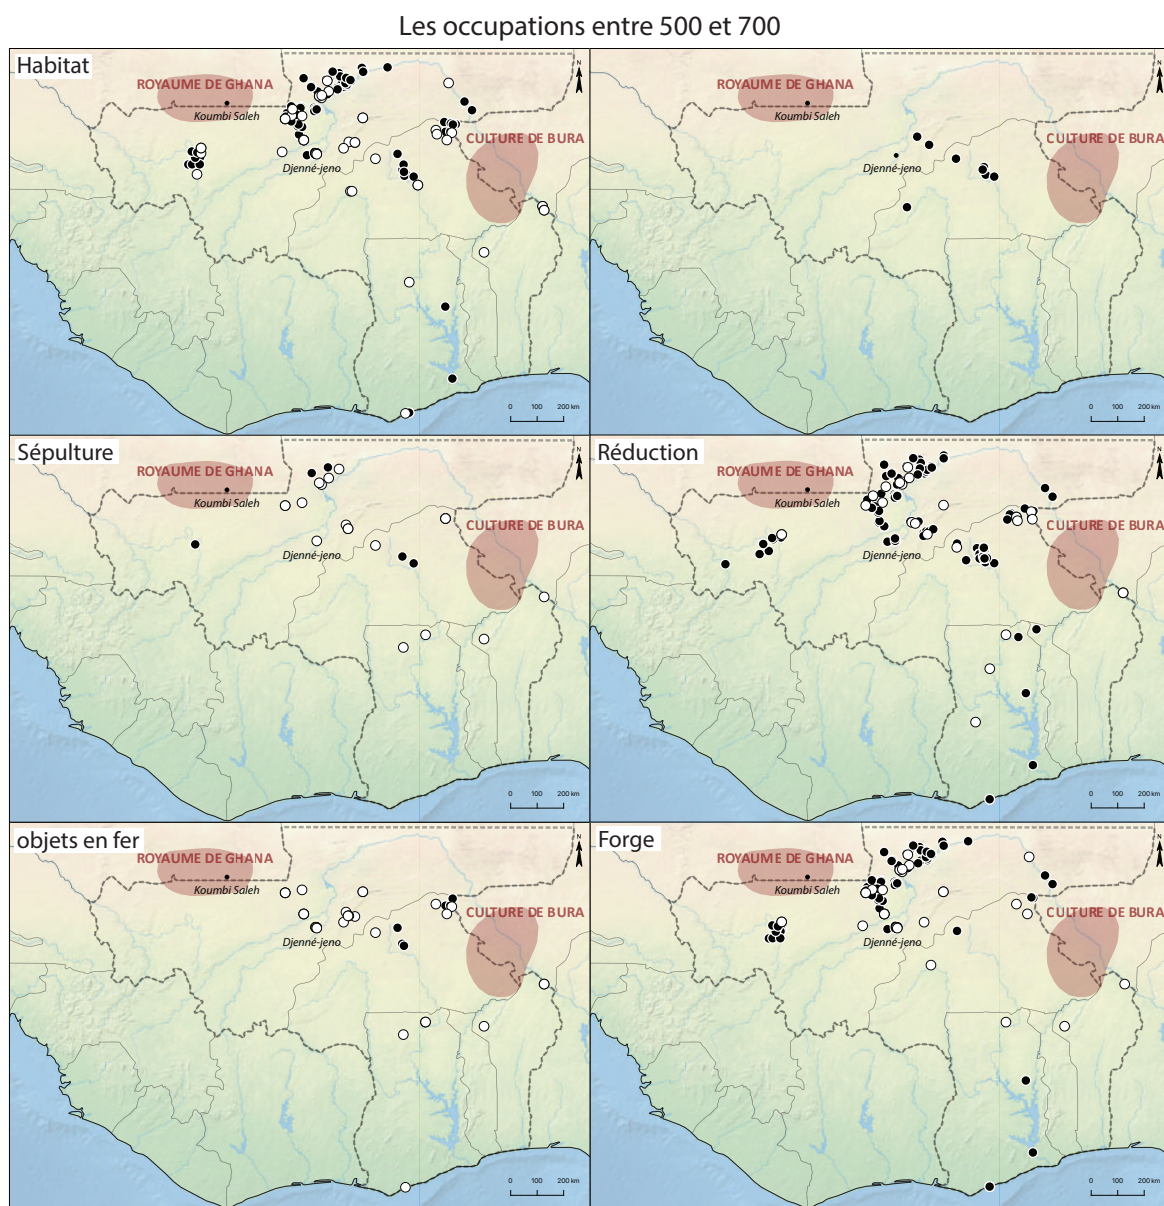 Les occupations entre 500 et 700
Habitat
ROYAUME DE GHANA
Koumbi Saleh
CULTURE DE BURA
Djenné-jeno
N
0 100 200 km
ROYAUME DE GHANA
Koumbi Saleh
CULTURE DE BURA
Djenné-jeno
N
0 100 200 km
Sépulture
ROYAUME DE GHANA
Koumbi Saleh
CULTURE DE BURA
Djenné-jeno
N
0 100 200 km
Réduction
ROYAUME DE GHANA
Koumbi Saleh
CULTURE DE BURA
Djenné-jeno
N
0 100 200 km
objets en fer
ROYAUME DE GHANA
Koumbi Saleh
CULTURE DE BURA
Djenné-jeno
N
0 100 200 km
Forge
ROYAUME DE GHANA
Koumbi Saleh
CULTURE DE BURA
Djenné-jeno
N
0 100 200 km